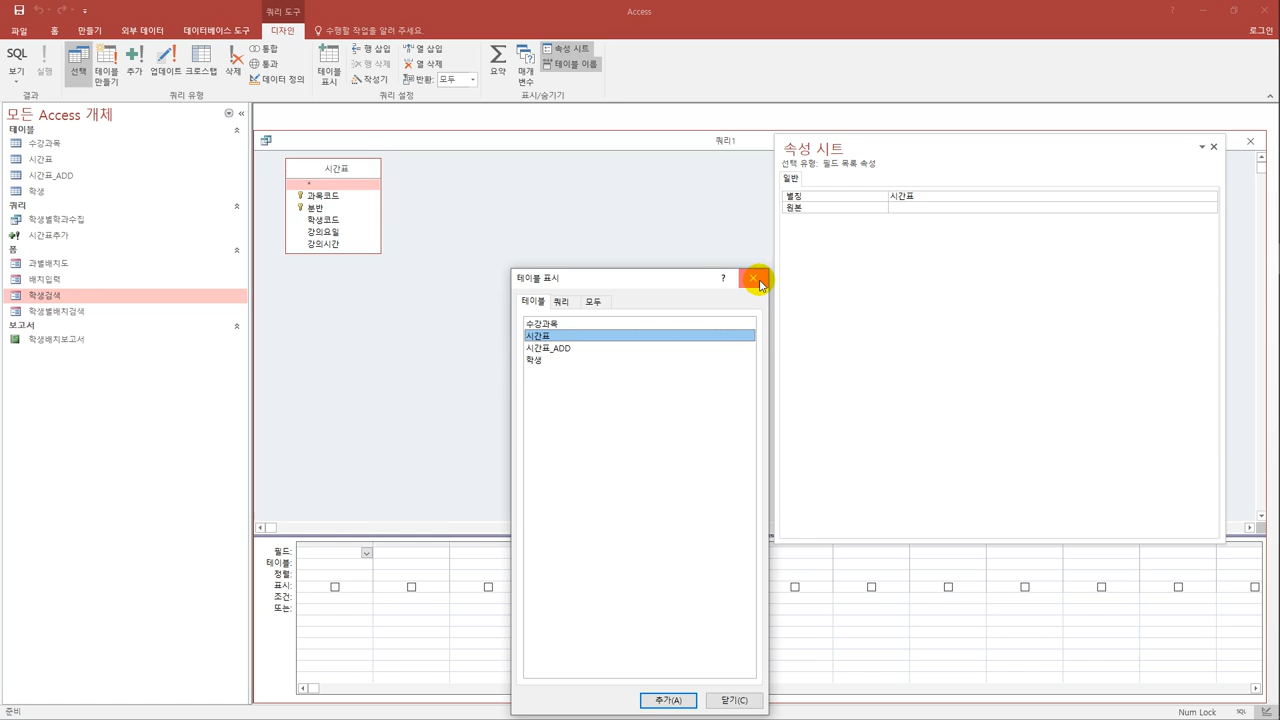 쿼리 도구
Access
?
파일
홈
만들기
외부 데이터
데이터베이스 도구
디자인
수행할 작업을 알려 주세요.
로그인
SQL
보기
실행
선택
테이블
만들기
추가
업데이트
크로스탭
삭제
통합
통과
데이터 정의
테이블
표시
행 삽입
행 삭제
작성기
열 삽입
열 삭제
반환: 모두
요약
매개
변수
속성 시트
테이블 이름
결과
쿼리 유형
쿼리 설정
표시/숨기기
모든 Access 개체
테이블
수강과목
시간표
시간표_ADD
학생
쿼리
학생별학과수집
시간표추가
폼
과별배치도
배치입력
학생검색
학생별배치검색
보고서
학생배치보고서
쿼리1
시간표
*
과목코드
분반
학생코드
강의요일
강의시간
속성 시트
선택 유형: 필드 목록 속성
일반
별칭 시간표
원본
테이블 표시 ?
테이블 쿼리 모두
수강과목
시간표
시간표_ADD
학생
추가(A) 닫기(C)
필드:
테이블:
정렬:
표시:
조건:
또는:
준비
Num Lock
SQL